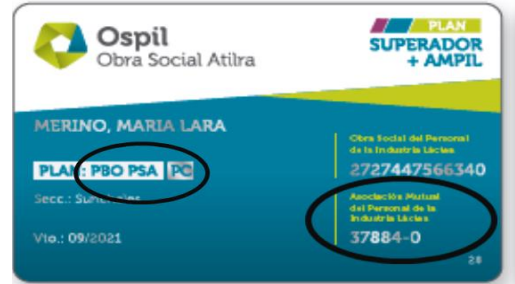 Ospil
Obra Social Atilra
PLAN
SUPERADOR
+ AMPIL
MERINO, MARIA LARA
PLAN: PBO PSA PC
Secc.: Sunchales
Vto.: 09/2021
Obra Social del Personal
de la Industria Láctea
2727447566340
Asociación Mutual
del Personal de la
Industria Láctea
37884-0
28